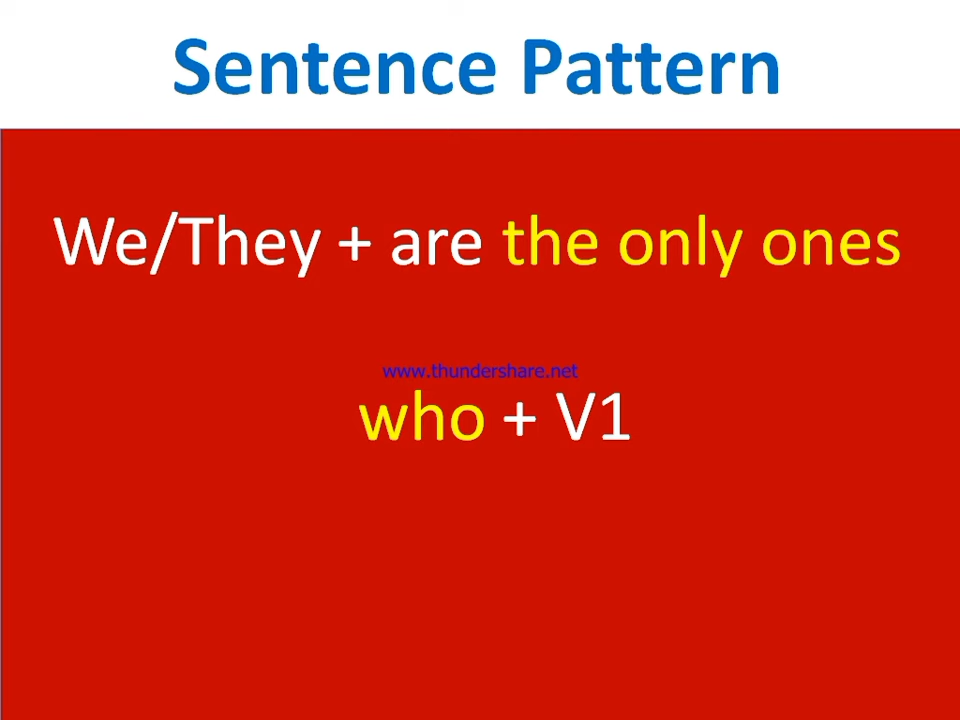 Sentence Pattern
We/They + are the only ones
www.thundershare.net
who + V1